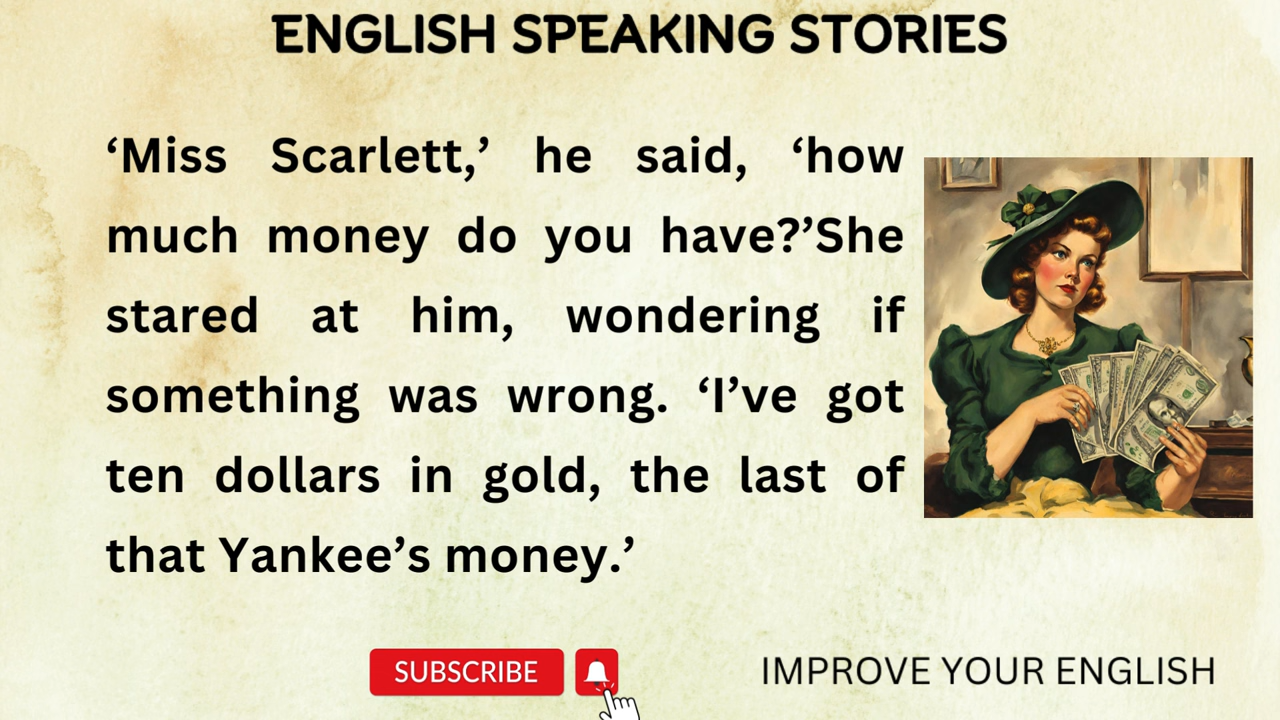 ENGLISH SPEAKING STORIES
‘Miss Scarlett,’ he said, ‘how
much money do you have?’She
stared at him, wondering if
something was wrong. ‘I’ve got
ten dollars in gold, the last of
that Yankee’s money.’
SUBSCRIBE
IMPROVE YOUR ENGLISH